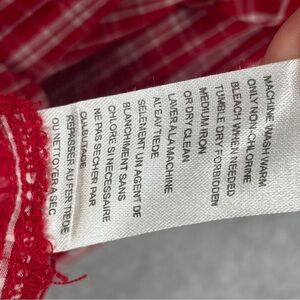 MACHINE WASH WARM
ONLY NON-CHLORINE
BLEACH WHEN NEEDED
TUMBLE DRY FORBIDDEN
MEDIUM IRON
OR DRY CLEAN
LAVER A LA MACHINE
AL'EAU TIEDE
SELEMENT UN AGENT DE
BLANCHIMENT SANS
CHLORE SI NECESSAIRE
NE PAS SECHER PAR
CULBUTAGE
REPASSER AU FER TIEDE
OU NETTOYER A SEC